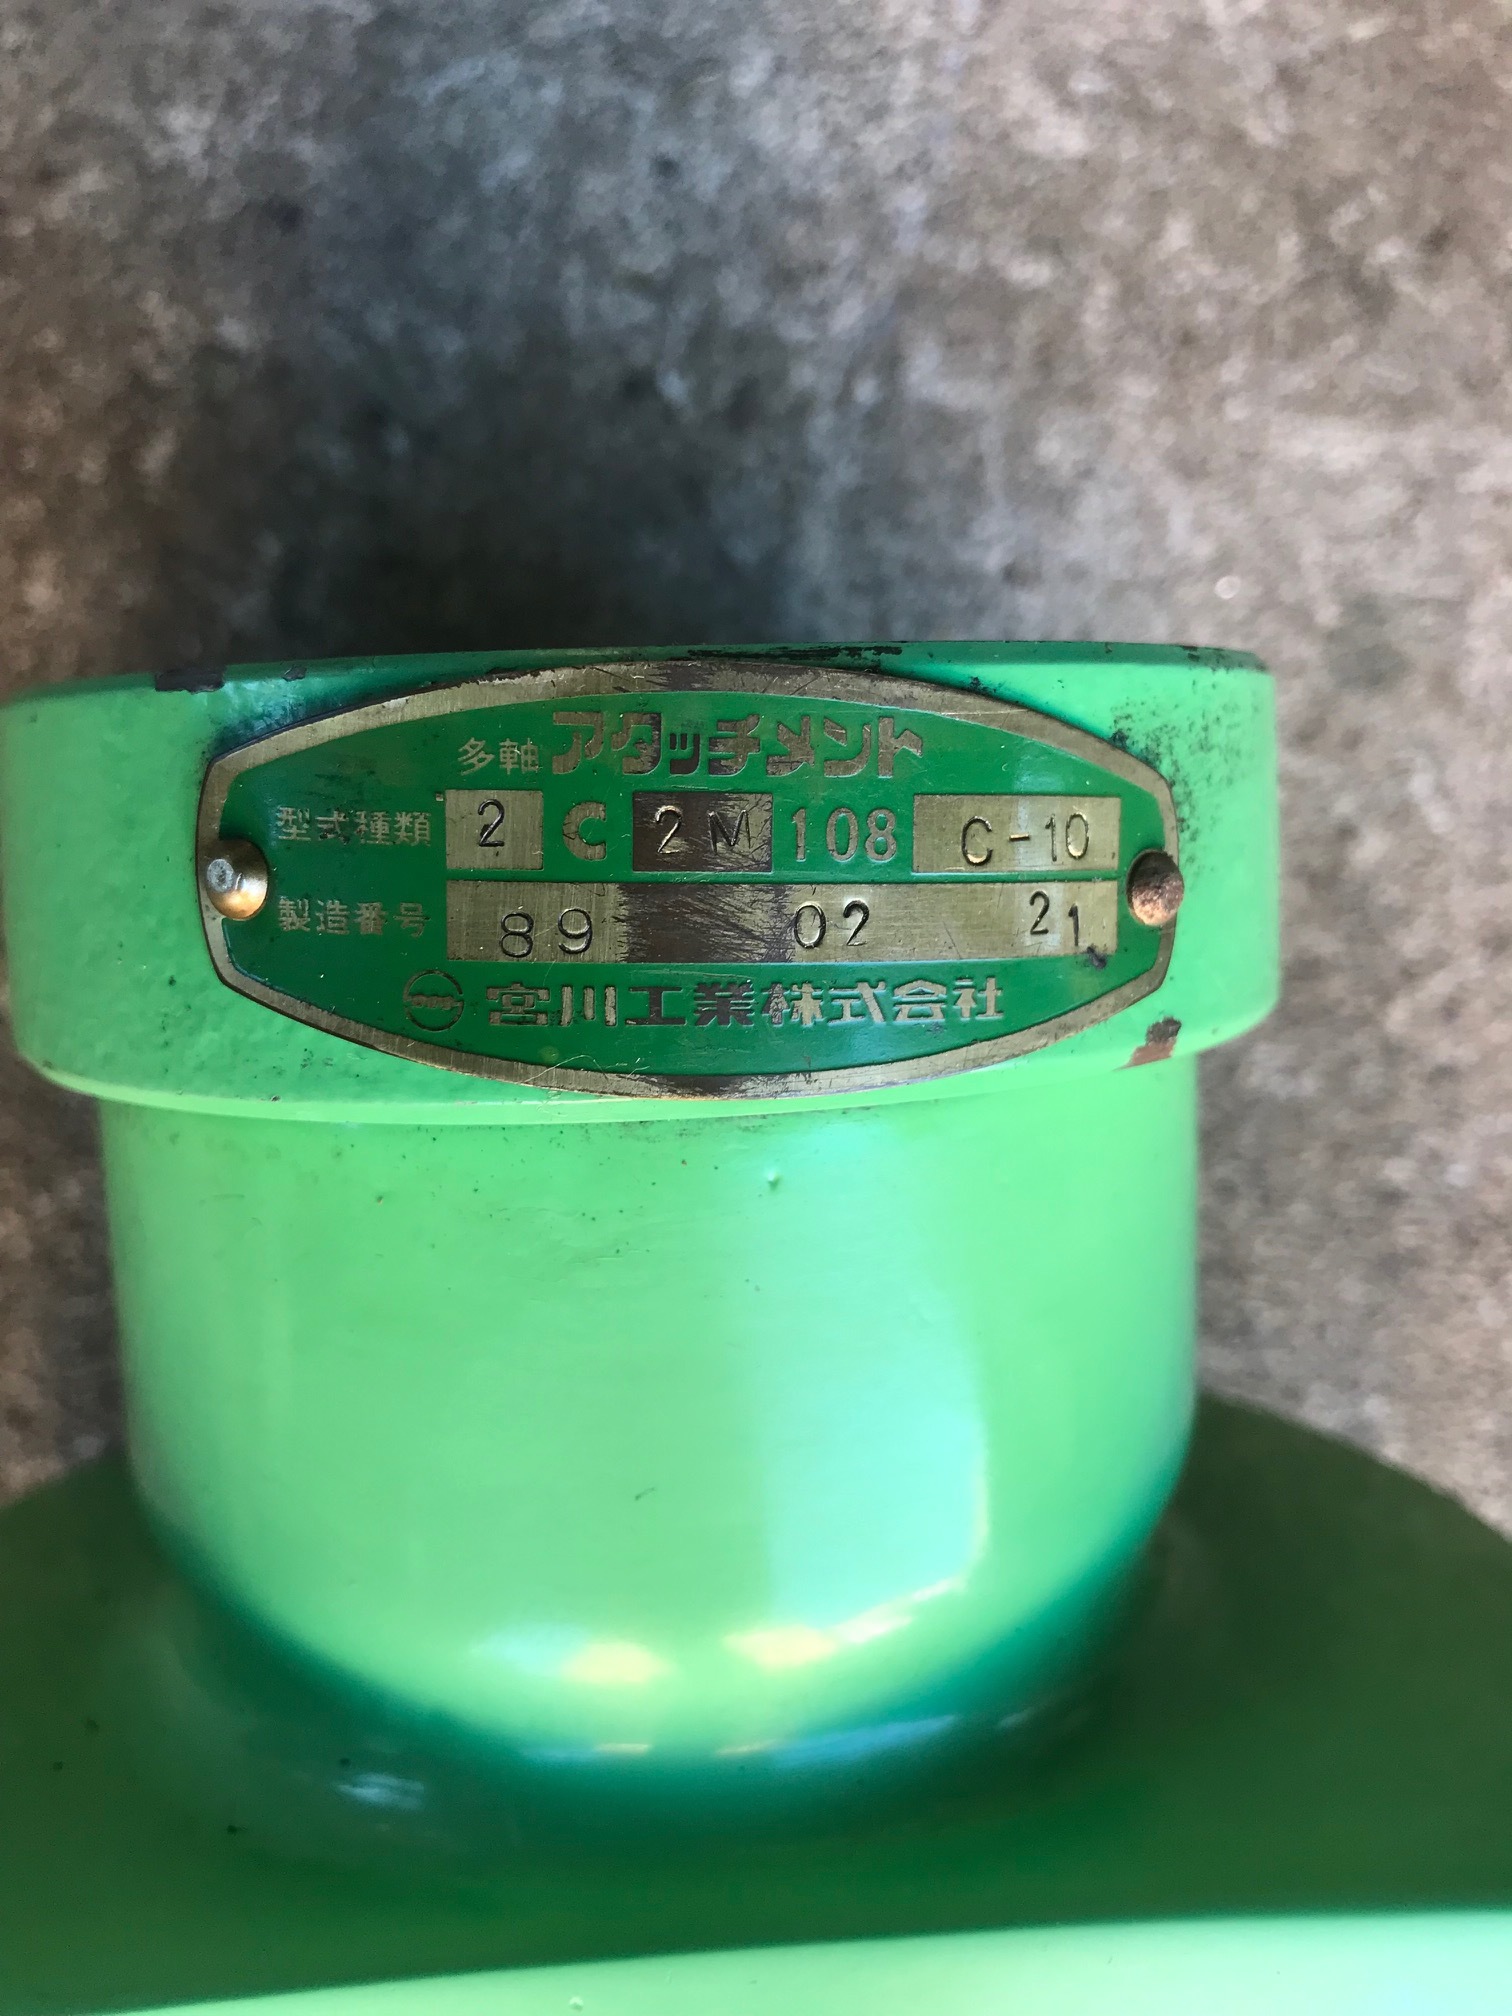 多軸 アタッチメント
型式種類 2 C 2M 108 C-10
製造番号 89 02 21
宮川工業株式会社